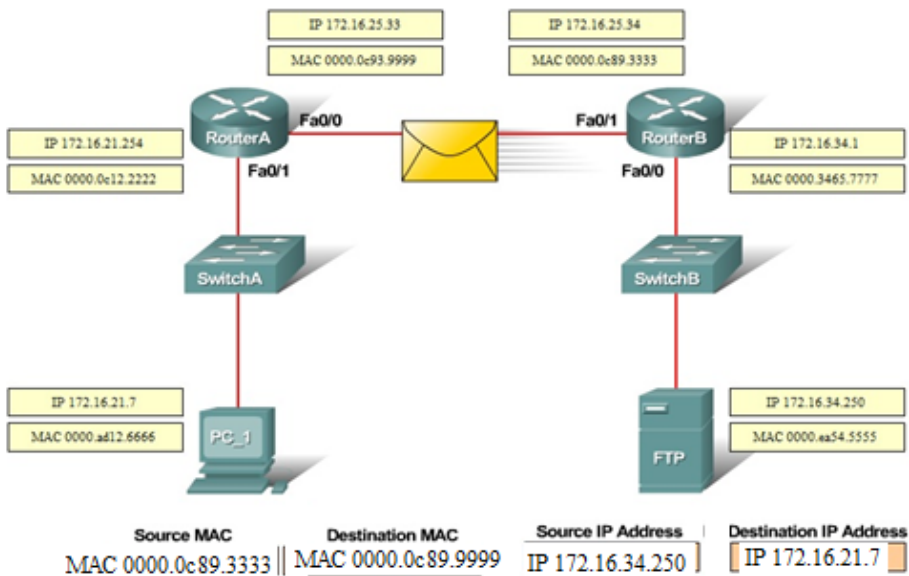 IP 172.16.25.33
IP 172.16.25.34
MAC 0000.0c93.9999
MAC 0000.0c89.3333
RouterA
Fa0/0
Fa0/1
RouterB
IP 172.16.21.254
MAC 0000.0c12.2222
Fa0/1
Fa0/0
IP 172.16.34.1
MAC 0000.3465.7777
SwitchA
SwitchB
IP 172.16.21.7
MAC 0000.ad12.6666
PC_1
FTP
IP 172.16.34.250
MAC 0000.ea54.5555
Source MAC
Destination MAC
Source IP Address
Destination IP Address
MAC 0000.0c89.3333
MAC 0000.0c89.9999
IP 172.16.34.250
IP 172.16.21.7